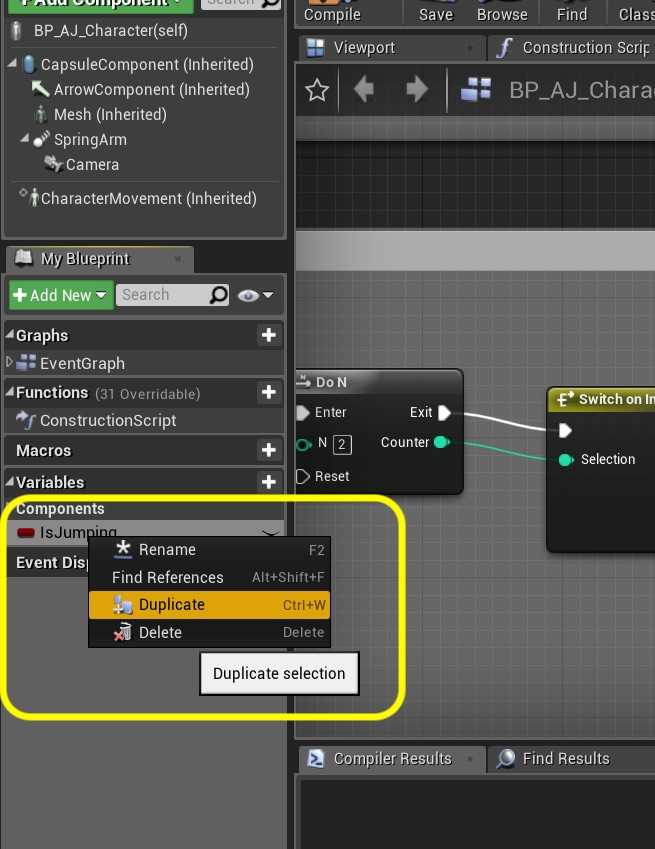 Add Component
Search
BP_AJ_Character(self)
CapsuleComponent (Inherited)
ArrowComponent (Inherited)
Mesh (Inherited)
SpringArm
Camera
CharacterMovement (Inherited)
My Blueprint
Add New
Search
Graphs
EventGraph
Functions (31 Overridable)
ConstructionScript
Macros
Variables
Components
IsJumping
Event Disp
Rename F2
Find References Alt+Shift+F
Duplicate Ctrl+W
Delete Delete
Duplicate selection
Compile Save Browse Find Class
Viewport Construction Scrip
BP_AJ_Chara
Do N
Enter Exit
N 2 Counter
Reset
Switch on In
Selection
Compiler Results Find Results